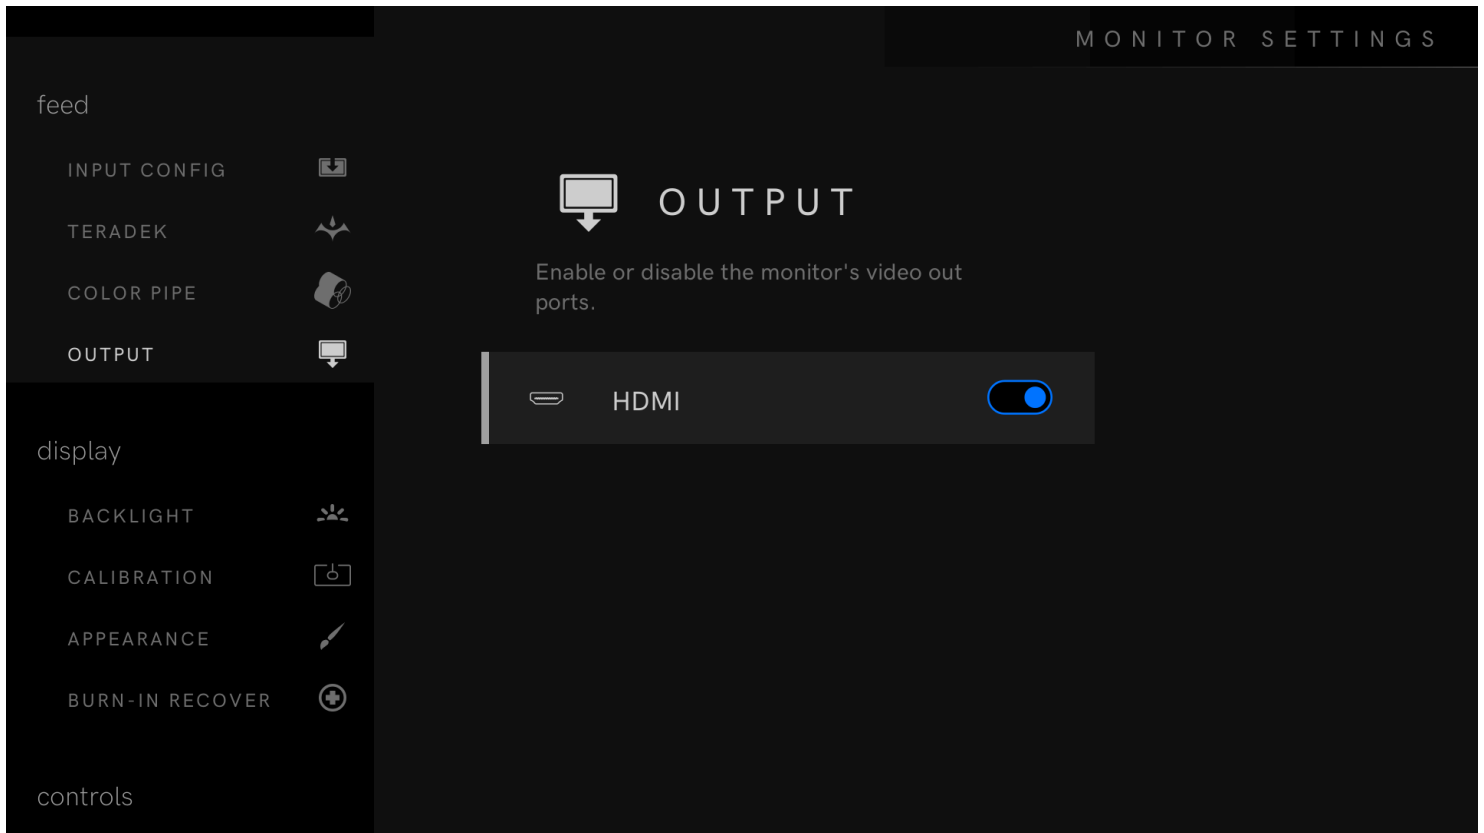 MONITOR SETTINGS
feed
INPUT CONFIG
TERADEK
COLOR PIPE
OUTPUT
display
BACKLIGHT
CALIBRATION
APPEARANCE
BURN-IN RECOVER
controls
OUTPUT
Enable or disable the monitor's video out
ports.
HDMI